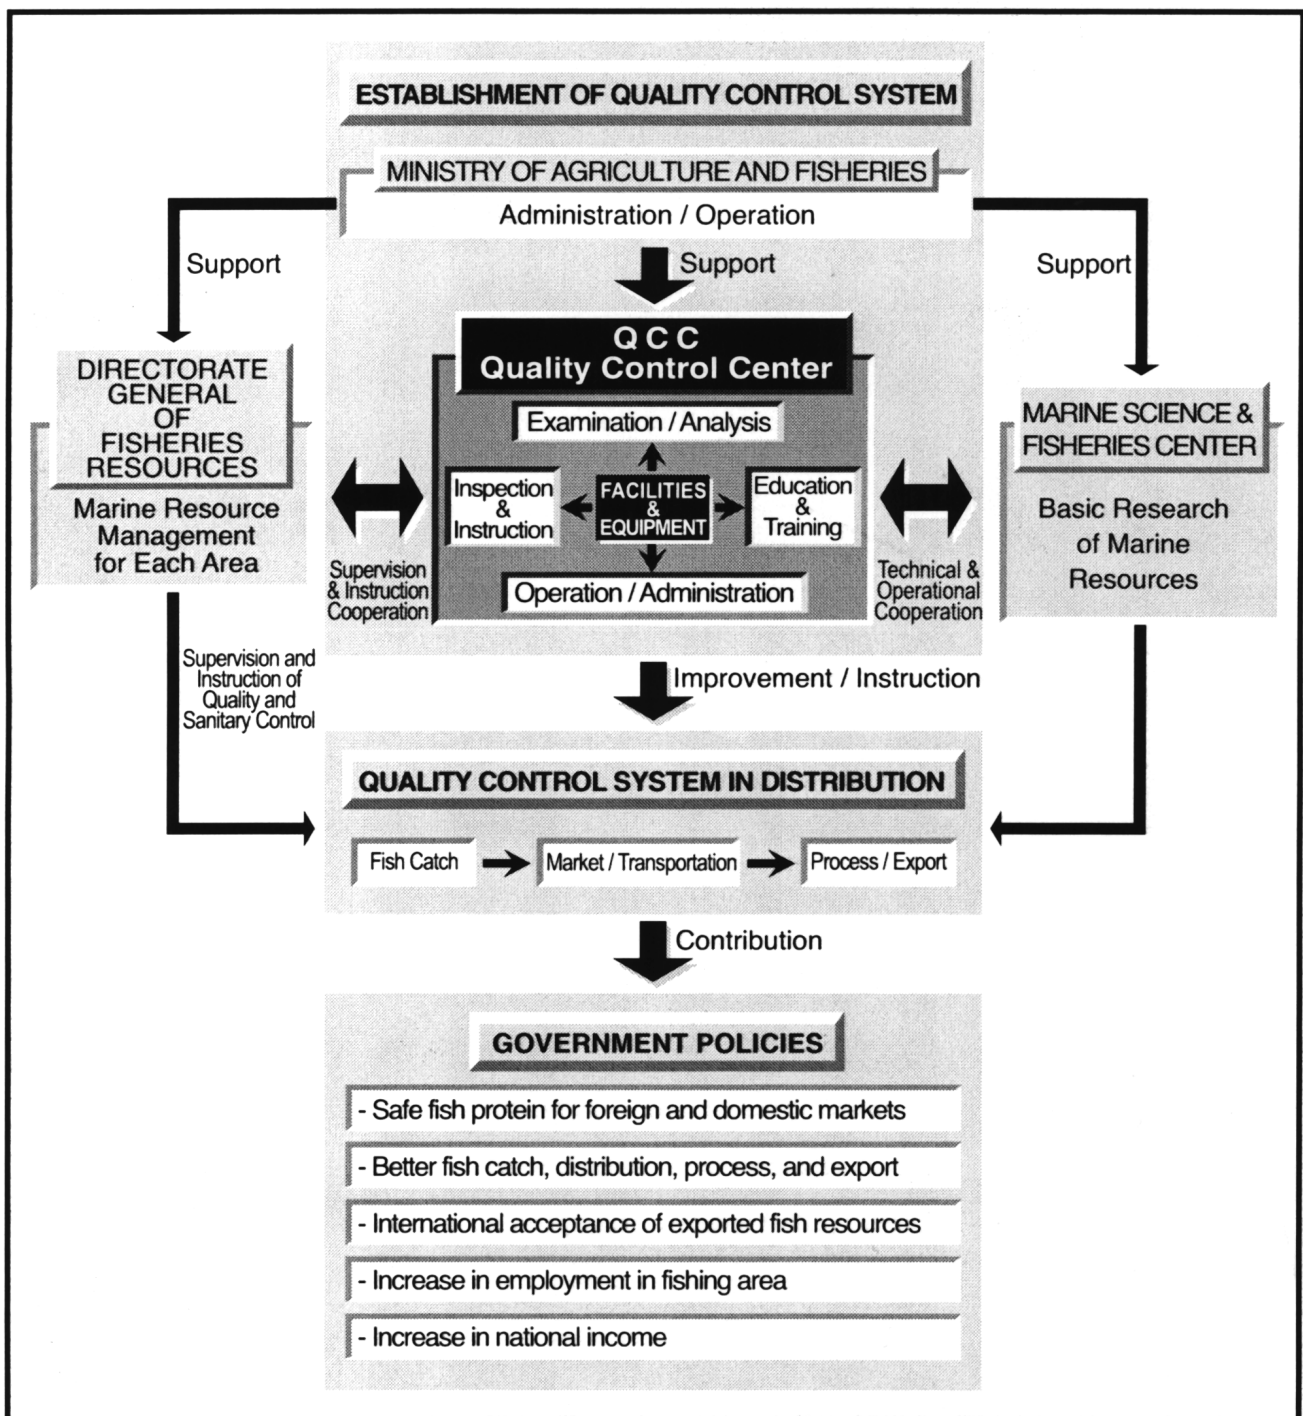 ESTABLISHMENT OF QUALITY CONTROL SYSTEM
MINISTRY OF AGRICULTURE AND FISHERIES
Administration / Operation
Support
Support
Support
Q C C
Quality Control Center
DIRECTORATE
GENERAL
OF
FISHERIES
RESOURCES
Marine Resource
Management
for Each Area
Examination / Analysis
Inspection
&
Instruction
FACILITIES
&
EQUIPMENT
Education
&
Training
Operation / Administration
MARINE SCIENCE &
FISHERIES CENTER
Basic Research
of Marine
Resources
Supervision
& Instruction
Cooperation
Technical &
Operational
Cooperation
Supervision and
Instruction of
Quality and
Sanitary Control
Improvement / Instruction
QUALITY CONTROL SYSTEM IN DISTRIBUTION
Fish Catch
Market / Transportation
Process / Export
Contribution
GOVERNMENT POLICIES
- Safe fish protein for foreign and domestic markets
- Better fish catch, distribution, process, and export
- International acceptance of exported fish resources
- Increase in employment in fishing area
- Increase in national income